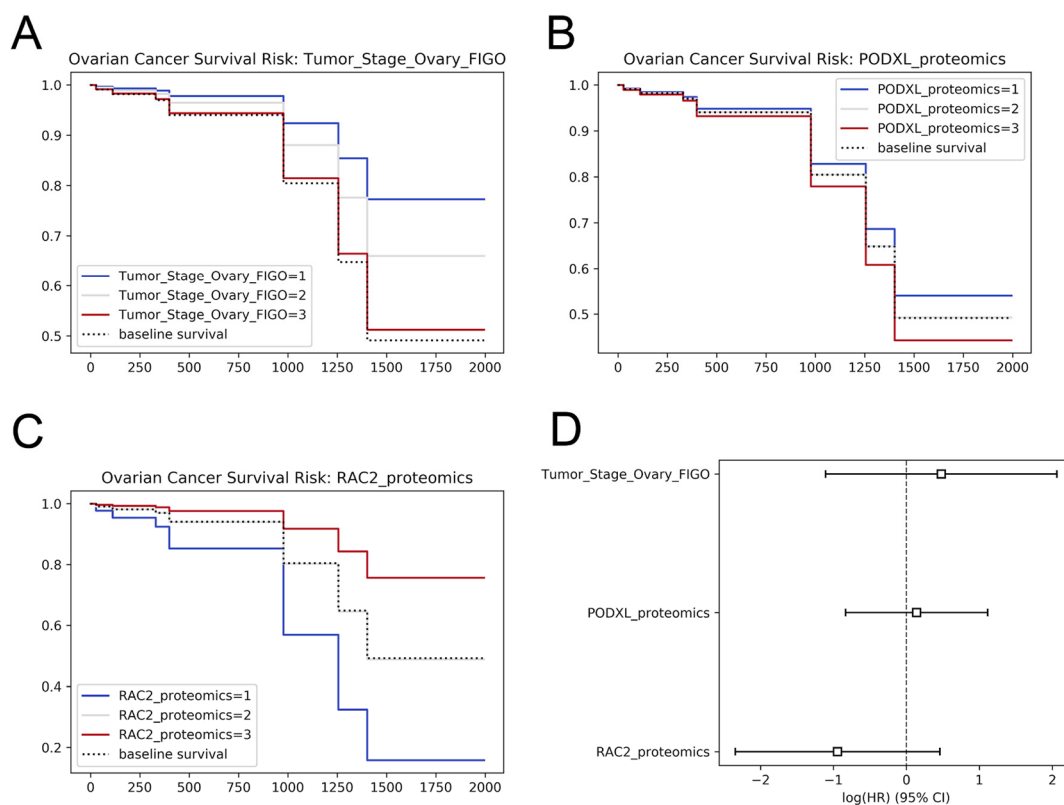 A
Ovarian Cancer Survival Risk: Tumor_Stage_Ovary_FIGO
1.0
0.9
0.8
0.7
0.6
0.5
Tumor_Stage_Ovary_FIGO=1
Tumor_Stage_Ovary_FIGO=2
Tumor_Stage_Ovary_FIGO=3
baseline survival
0 250 500 750 1000 1250 1500 1750 2000
B
Ovarian Cancer Survival Risk: PODXL_proteomics
1.0
0.9
0.8
0.7
0.6
0.5
PODXL_proteomics=1
PODXL_proteomics=2
PODXL_proteomics=3
baseline survival
0 250 500 750 1000 1250 1500 1750 2000
C
Ovarian Cancer Survival Risk: RAC2_proteomics
1.0
0.8
0.6
0.4
0.2
RAC2_proteomics=1
RAC2_proteomics=2
RAC2_proteomics=3
baseline survival
0 250 500 750 1000 1250 1500 1750 2000
D
Tumor_Stage_Ovary_FIGO
PODXL_proteomics
RAC2_proteomics
−2 −1 0 1 2
log(HR) (95% CI)